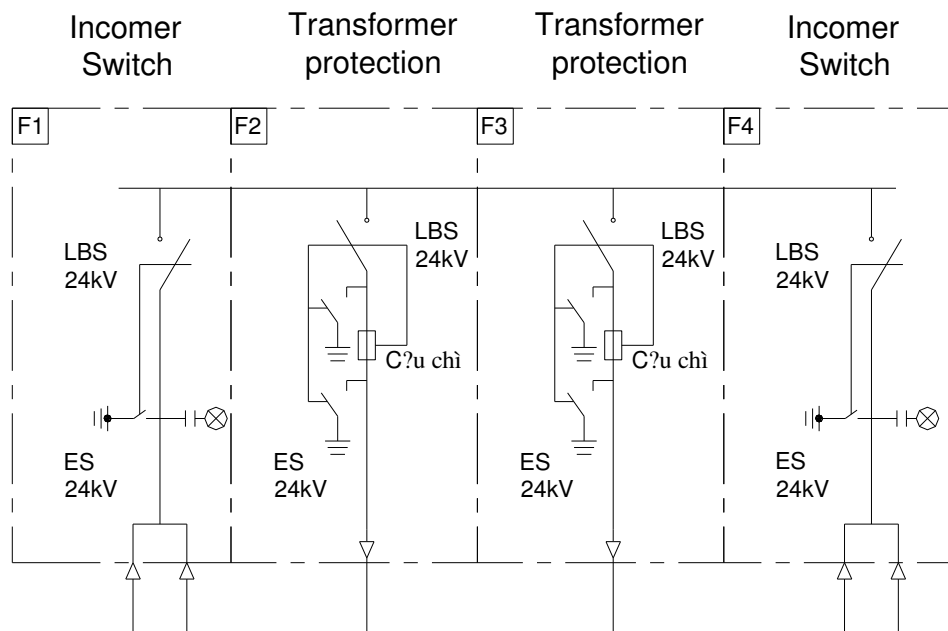 Incomer
Switch
Transformer
protection
Transformer
protection
Incomer
Switch
F1
F2
F3
F4
LBS
24kV
LBS
24kV
LBS
24kV
LBS
24kV
C?u chì
C?u chì
ES
24kV
ES
24kV
ES
24kV
ES
24kV